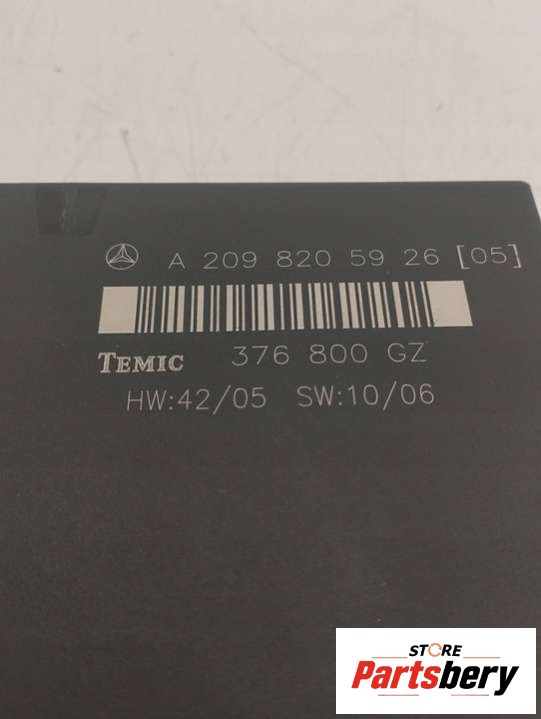 A 209 820 59 26 [05]
TEMIC 376 800 GZ
HW:42/05 SW:10/06
STORE
Partsbery